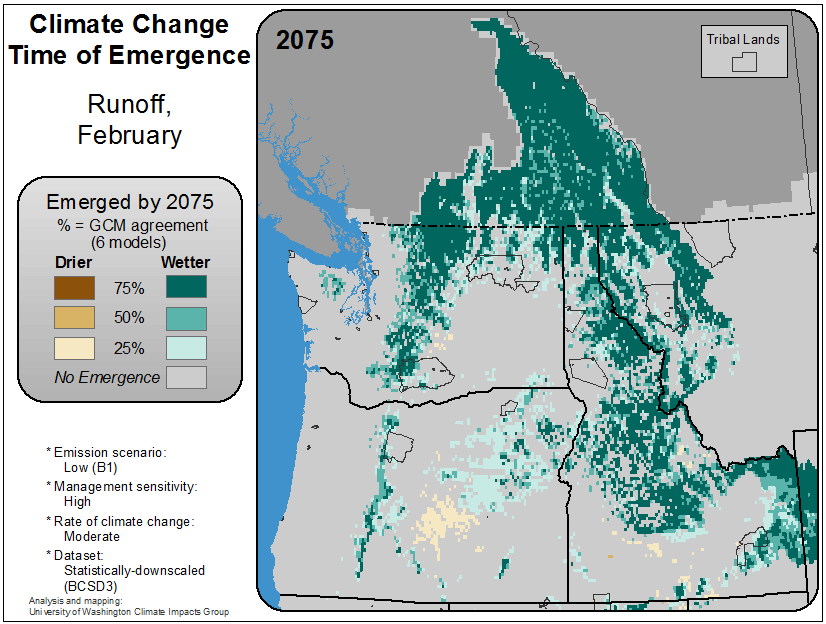 Climate Change
Time of Emergence
Runoff,
February
Emerged by 2075
% = GCM agreement
(6 models)
Drier Wetter
75%
50%
25%
No Emergence
* Emission scenario:
Low (B1)
* Management sensitivity:
High
* Rate of climate change:
Moderate
* Dataset:
Statistically-downscaled
(BCSD3)
Analysis and mapping:
University of Washington Climate Impacts Group
2075
Tribal Lands